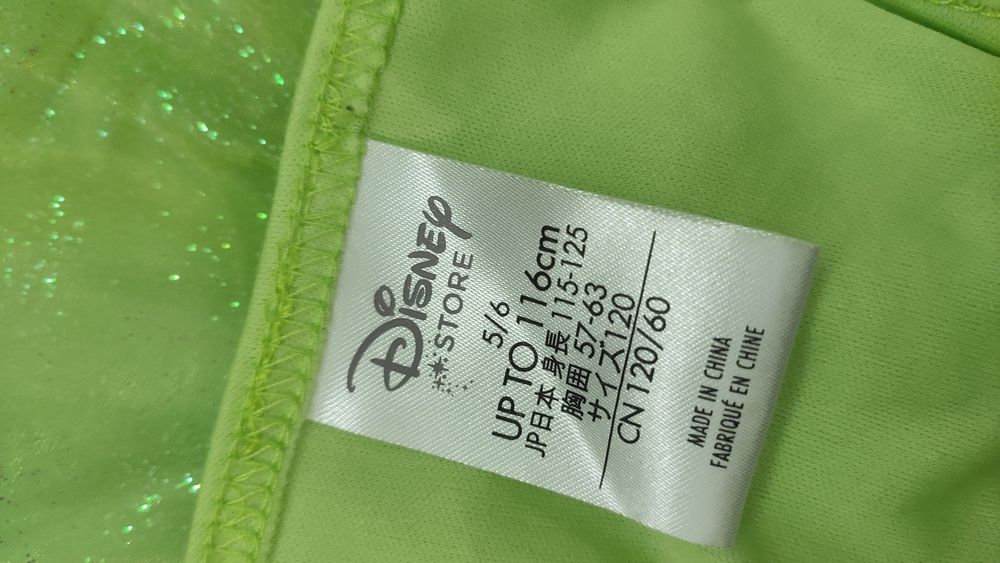 Disney
STORE
5/6
UP TO 116cm
JP日本 身長 115-125
胸囲 57-63
サイズ120
CN 120/60
MADE IN CHINA
FABRIQUÉ EN CHINE